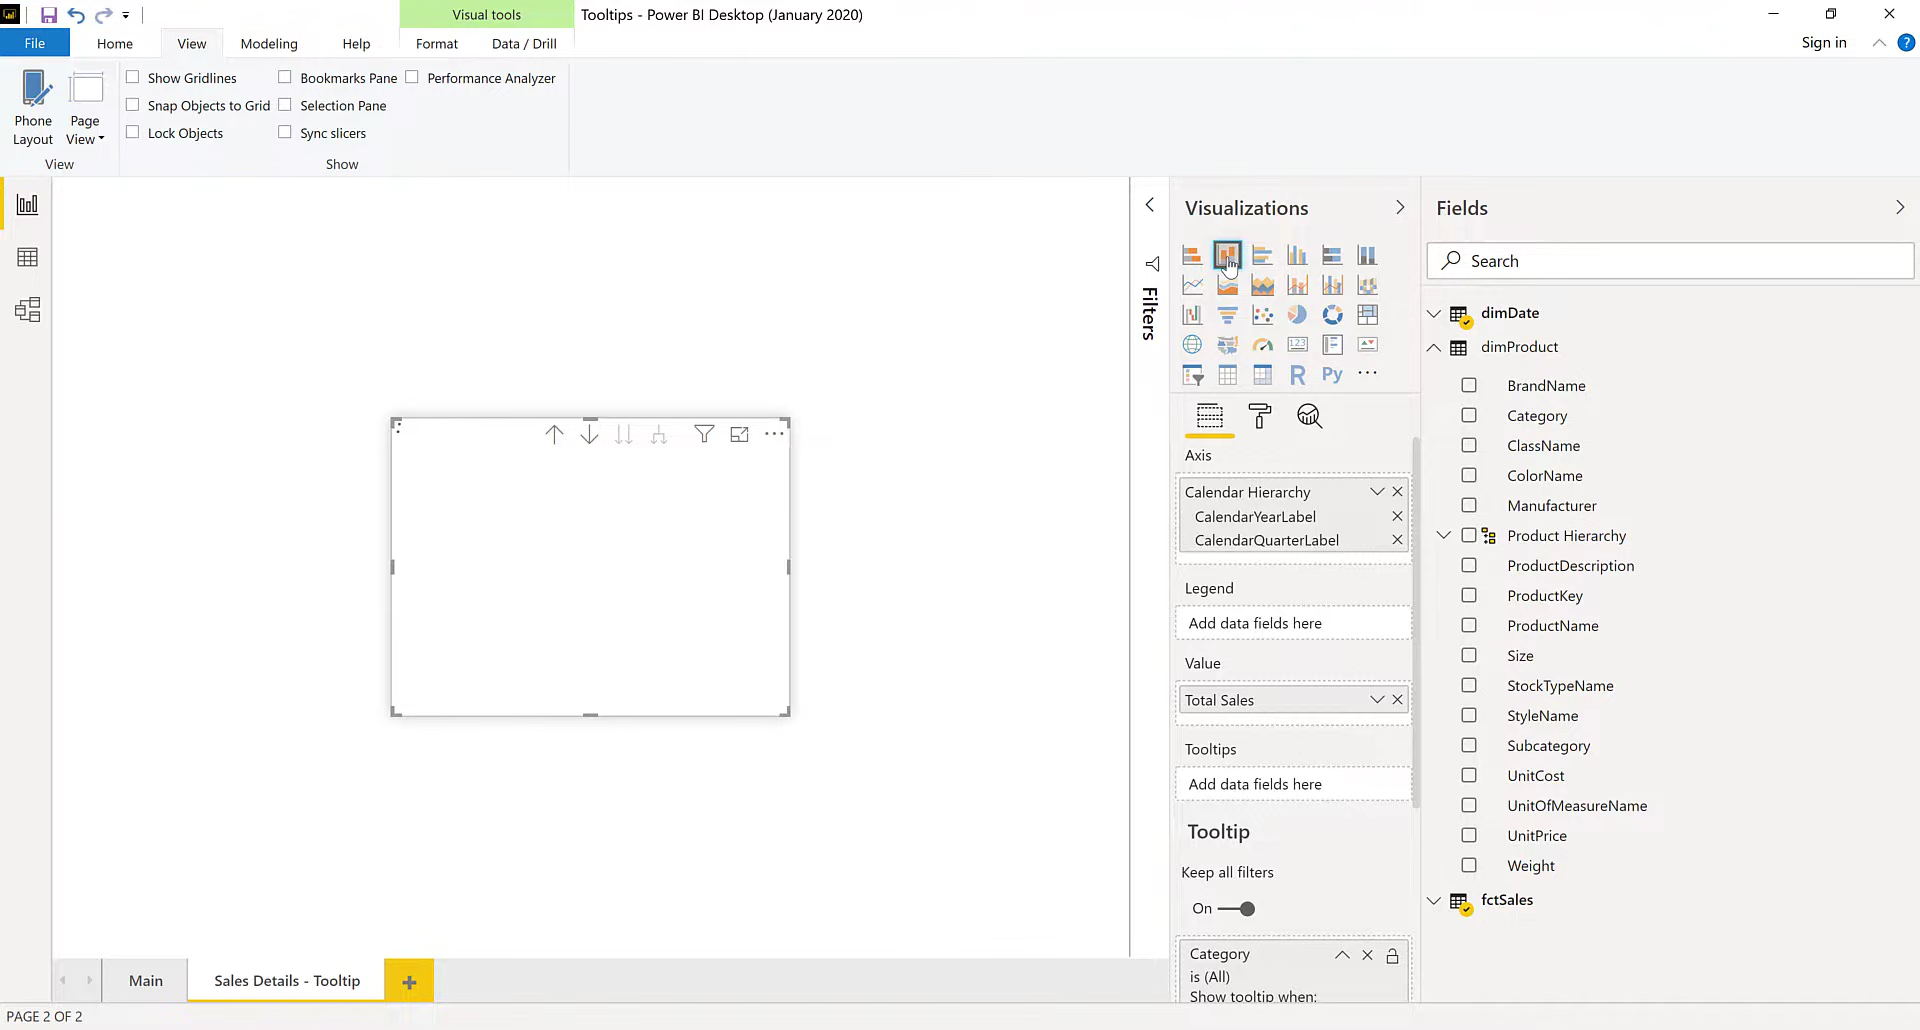 Visual tools
Tooltips - Power BI Desktop (January 2020)
File
Home
View
Modeling
Help
Format
Data / Drill
Sign in
?
Phone
Layout
Page
View
View
Show Gridlines
Snap Objects to Grid
Lock Objects
Bookmarks Pane
Selection Pane
Sync slicers
Performance Analyzer
Show
Filters
Visualizations
123
R
Py
Axis
Calendar Hierarchy
CalendarYearLabel
CalendarQuarterLabel
Legend
Add data fields here
Value
Total Sales
Tooltips
Add data fields here
Tooltip
Keep all filters
On
Category
is (All)
Show tooltip when:
Fields
Search
dimDate
dimProduct
BrandName
Category
ClassName
ColorName
Manufacturer
Product Hierarchy
ProductDescription
ProductKey
ProductName
Size
StockTypeName
StyleName
Subcategory
UnitCost
UnitOfMeasureName
UnitPrice
Weight
fctSales
Main
Sales Details - Tooltip
PAGE 2 OF 2